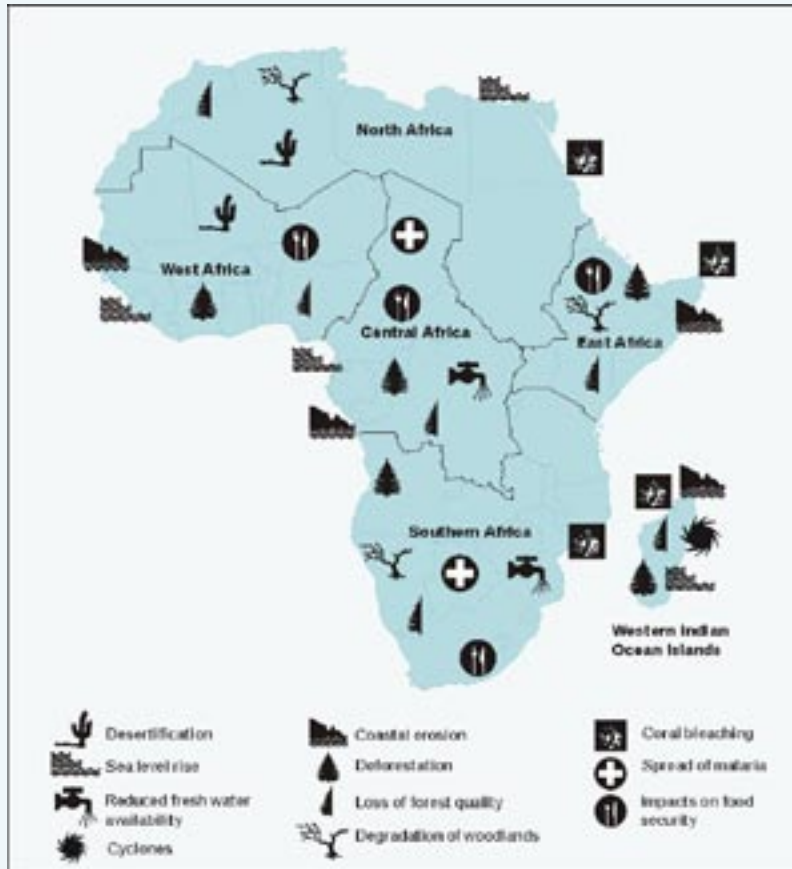 North Africa
West Africa
Central Africa
East Africa
Southern Africa
Western Indian
Ocean Islands
Desertification
Sea level rise
Reduced fresh water
availability
Cyclones
Coastal erosion
Deforestation
Loss of forest quality
Degradation of woodlands
Coral bleaching
Spread of malaria
Impacts on food
security